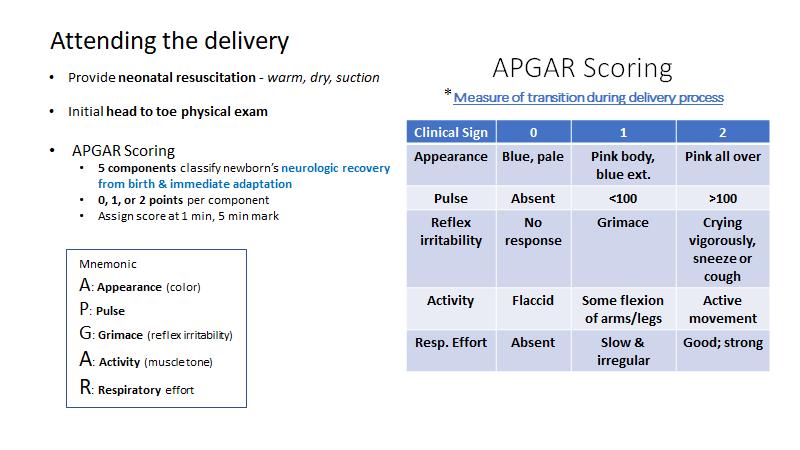 Attending the delivery
• Provide neonatal resuscitation - warm, dry, suction
• Initial head to toe physical exam
• APGAR Scoring
• 5 components classify newborn's neurologic recovery
from birth & immediate adaptation
• 0, 1, or 2 points per component
• Assign score at 1 min, 5 min mark
Mnemonic
A: Appearance (color)
P: Pulse
G: Grimace (reflex irritability)
A: Activity (muscle tone)
R: Respiratory effort
APGAR Scoring
*Measure of transition during delivery process
Clinical Sign 0 1 2
Appearance Blue, pale Pink body, Pink all over
blue ext.
Pulse Absent <100 >100
Reflex No Grimace Crying
irritability response vigorously,
sneeze or
cough
Activity Flaccid Some flexion Active
of arms/legs movement
Resp. Effort Absent Slow & Good; strong
irregular